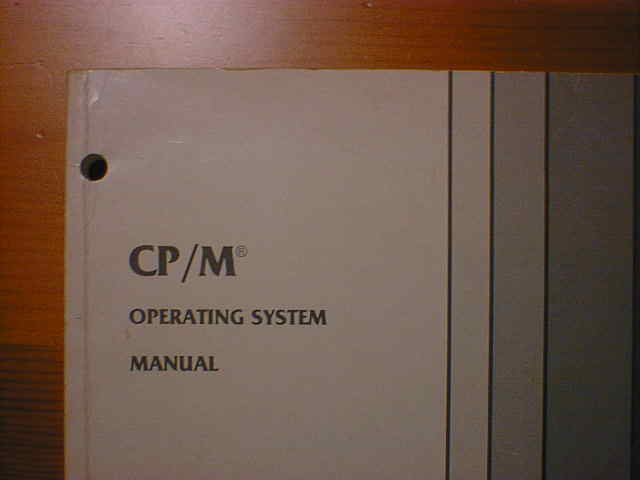 CP/M®
OPERATING SYSTEM
MANUAL